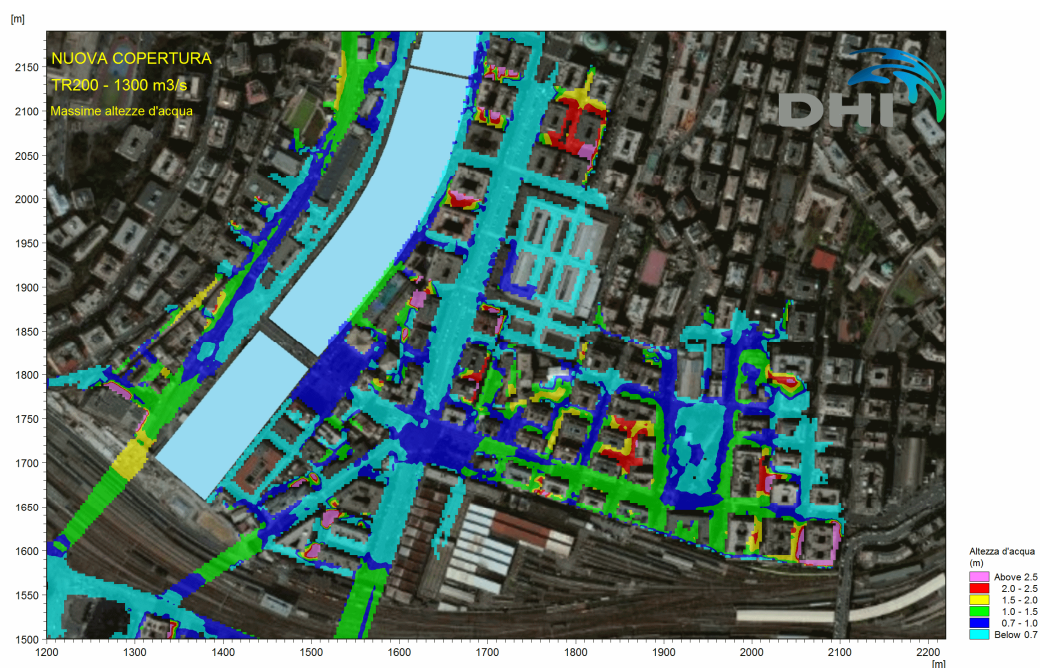 [m]
NUOVA COPERTURA
TR200 - 1300 m3/s
Massime altezze d'acqua
DHI
2150
2100
2050
2000
1950
1900
1850
1800
1750
1700
1650
1600
1550
1500
1200 1300 1400 1500 1600 1700 1800 1900 2000 2100 2200
[m]
Altezza d'acqua
(m)
Above 2.5
2.0 - 2.5
1.5 - 2.0
1.0 - 1.5
0.7 - 1.0
Below 0.7